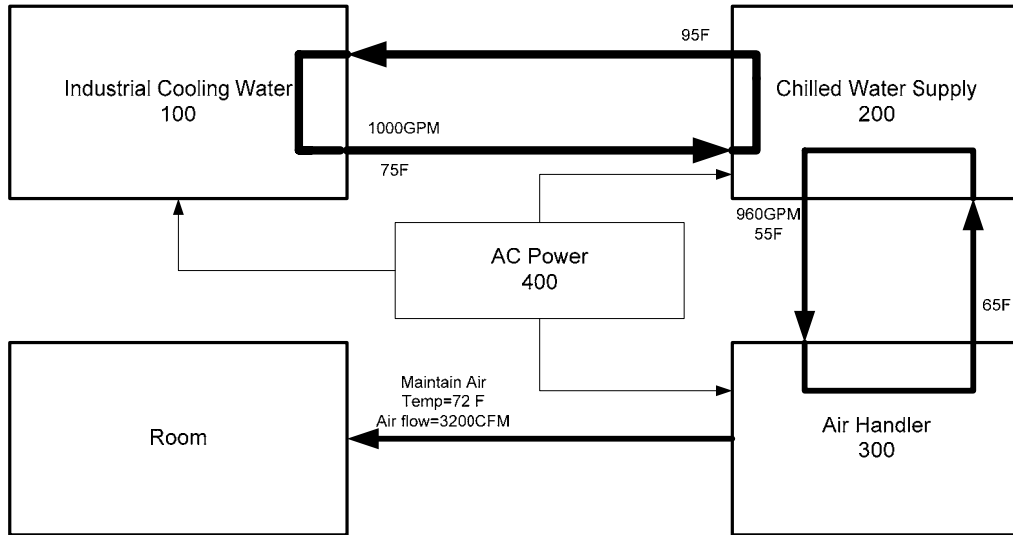 95F
Industrial Cooling Water
100
Chilled Water Supply
200
1000GPM
75F
960GPM
55F
AC Power
400
65F
Maintain Air
Temp=72 F
Air flow=3200CFM
Room
Air Handler
300